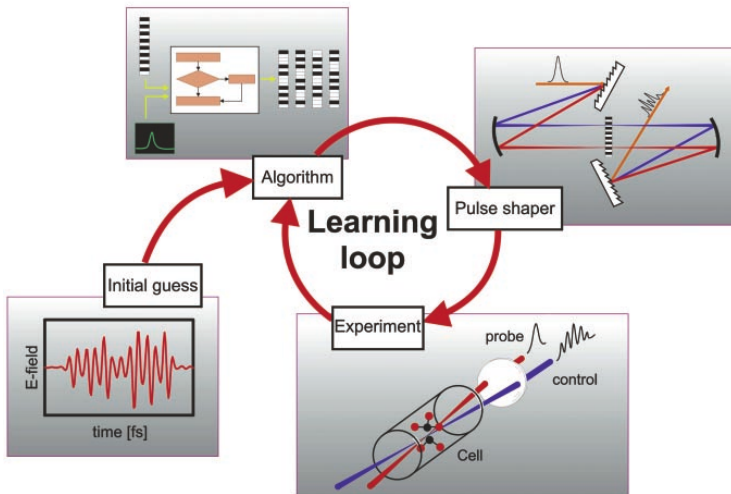 Algorithm
Pulse shaper
Learning
loop
Initial guess
Experiment
E-field
time [fs]
probe
control
Cell